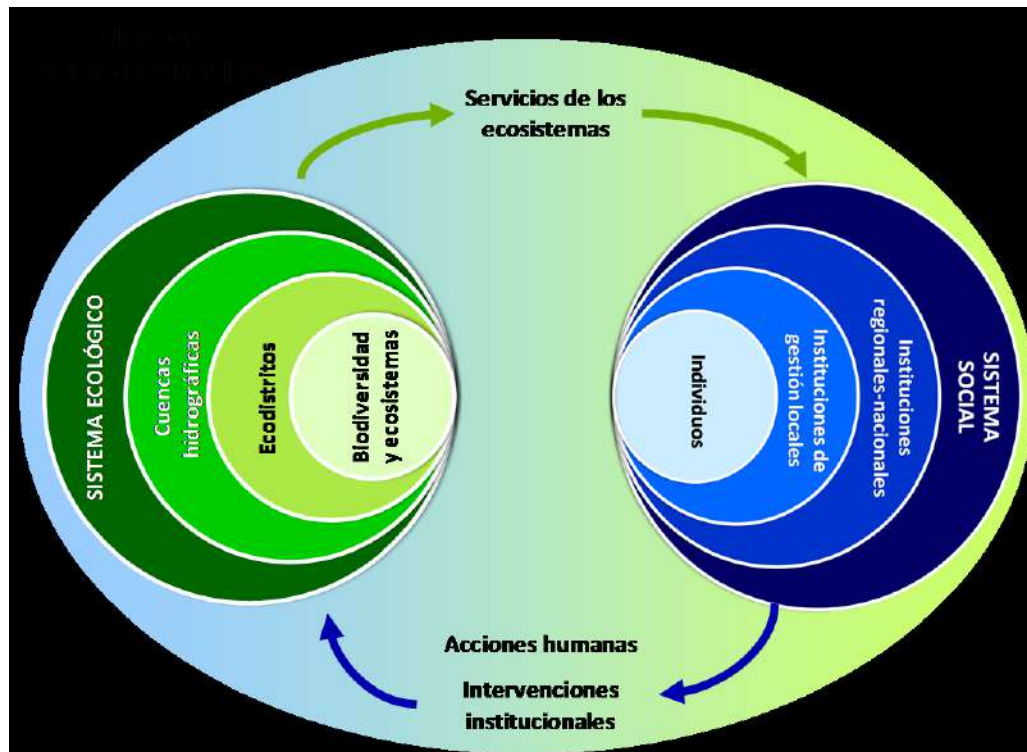 Servicios de los
ecosistemas
SISTEMA ECOLÓGICO
Cuencas
hidrográficas
Ecodistritos
Biodiversidad
y ecosistemas
Individuos
Instituciones de
gestión locales
Instituciones
regionales-nacionales
SISTEMA
SOCIAL
Acciones humanas
Intervenciones
institucionales